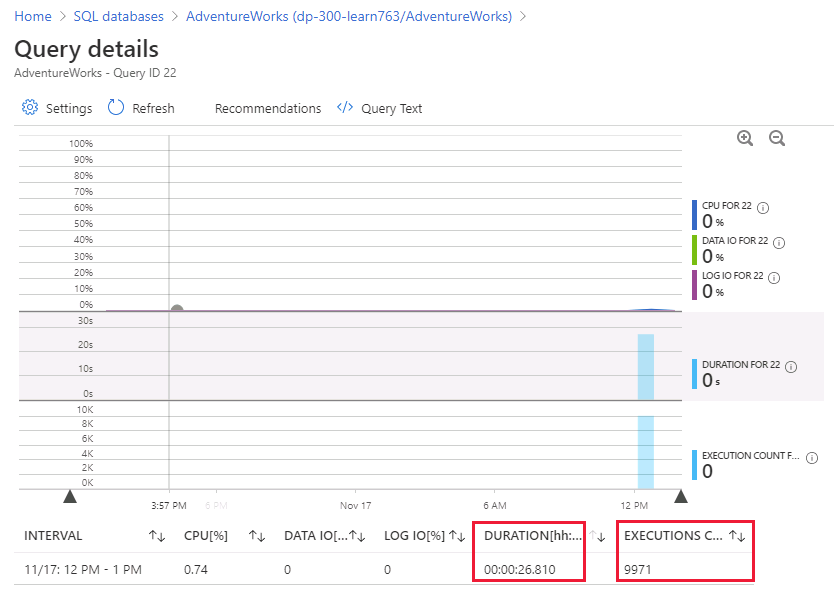 Home > SQL databases > AdventureWorks (dp-300-learn763/AdventureWorks) >
Query details
AdventureWorks - Query ID 22
Settings Refresh Recommendations </> Query Text
100%
90%
80%
70%
60%
50%
40%
30%
20%
10%
0%
30s
20s
10s
0s
10K
8K
6K
4K
2K
0K
3:57 PM 6 PM Nov 17 6 AM 12 PM
CPU FOR 22
0 %
DATA IO FOR 22
0 %
LOG IO FOR 22
0 %
DURATION FOR 22
0 s
EXECUTION COUNT F...
0
INTERVAL CPU[%] DATA IO[... LOG IO[%] DURATION[hh:... EXECUTIONS C...
11/17: 12 PM - 1 PM 0.74 0 0 00:00:26.810 9971